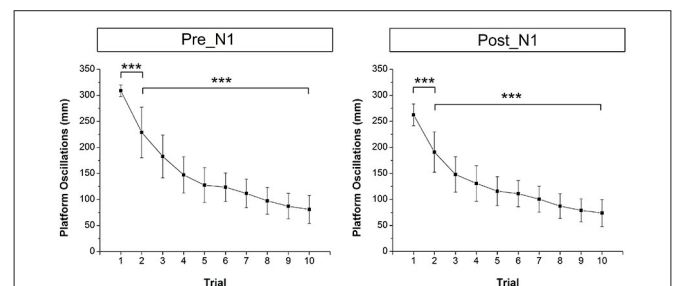 Pre_N1
Post_N1
Platform Oscillations (mm)
350
300
250
200
150
100
50
0
***
***
1 2 3 4 5 6 7 8 9 10
Trial
Platform Oscillations (mm)
350
300
250
200
150
100
50
0
***
***
1 2 3 4 5 6 7 8 9 10
Trial